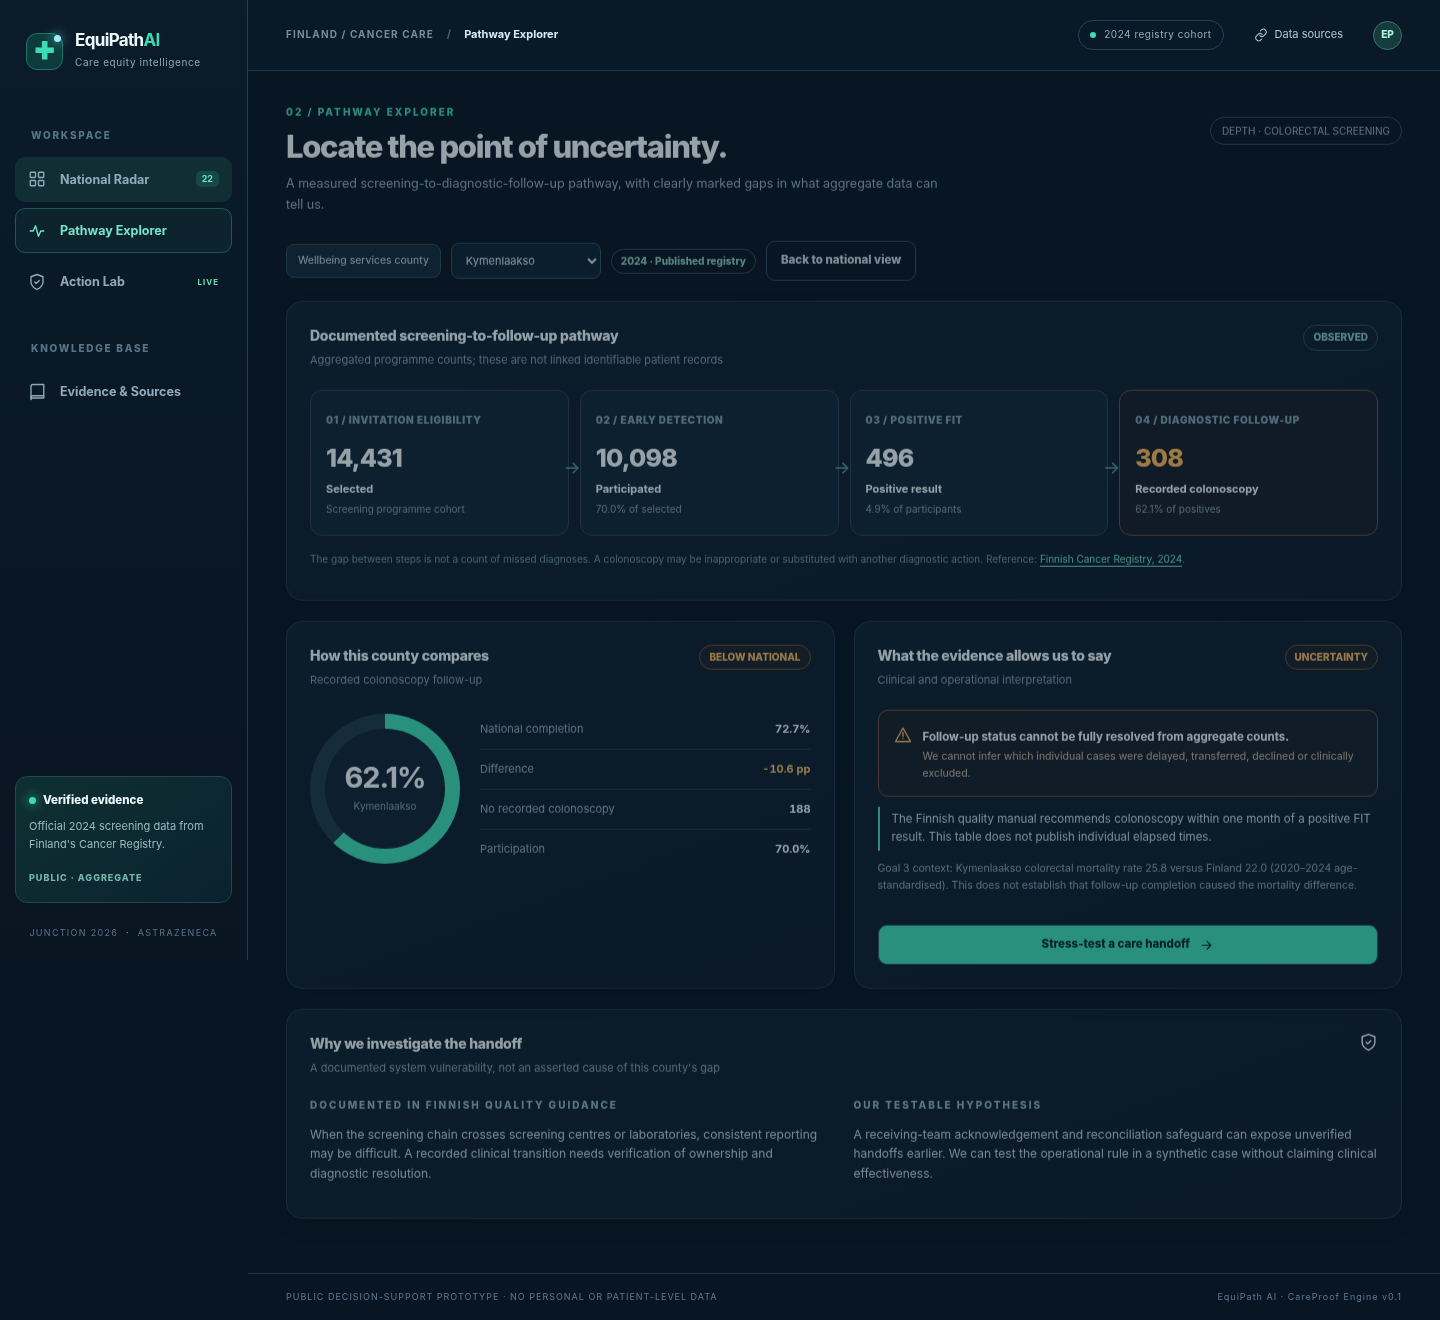 EquiPathAI
Care equity intelligence
WORKSPACE
National Radar
22
Pathway Explorer
Action Lab
LIVE
KNOWLEDGE BASE
Evidence & Sources
Verified evidence
Official 2024 screening data from
Finland's Cancer Registry.
PUBLIC · AGGREGATE
JUNCTION 2026 · ASTRAZENECA
FINLAND / CANCER CARE / Pathway Explorer
2024 registry cohort
Data sources
EP
02 / PATHWAY EXPLORER
Locate the point of uncertainty.
A measured screening-to-diagnostic-follow-up pathway, with clearly marked gaps in what aggregate data can
tell us.
DEPTH · COLORECTAL SCREENING
Wellbeing services county
Kymenlaakso
2024 · Published registry
Back to national view
Documented screening-to-follow-up pathway
Aggregated programme counts; these are not linked identifiable patient records
OBSERVED
01 / INVITATION ELIGIBILITY
14,431
Selected
Screening programme cohort
→
02 / EARLY DETECTION
10,098
Participated
70.0% of selected
→
03 / POSITIVE FIT
496
Positive result
4.9% of participants
→
04 / DIAGNOSTIC FOLLOW-UP
308
Recorded colonoscopy
62.1% of positives
The gap between steps is not a count of missed diagnoses. A colonoscopy may be inappropriate or substituted with another diagnostic action. Reference: Finnish Cancer Registry, 2024.
How this county compares
Recorded colonoscopy follow-up
BELOW NATIONAL
62.1%
Kymenlaakso
National completion 72.7%
Difference -10.6 pp
No recorded colonoscopy 188
Participation 70.0%
What the evidence allows us to say
Clinical and operational interpretation
UNCERTAINTY
Follow-up status cannot be fully resolved from aggregate counts.
We cannot infer which individual cases were delayed, transferred, declined or clinically
excluded.
The Finnish quality manual recommends colonoscopy within one month of a positive FIT
result. This table does not publish individual elapsed times.
Goal 3 context: Kymenlaakso colorectal mortality rate 25.8 versus Finland 22.0 (2020–2024 age-
standardised). This does not establish that follow-up completion caused the mortality difference.
Stress-test a care handoff →
Why we investigate the handoff
A documented system vulnerability, not an asserted cause of this county's gap
DOCUMENTED IN FINNISH QUALITY GUIDANCE
When the screening chain crosses screening centres or laboratories, consistent reporting
may be difficult. A recorded clinical transition needs verification of ownership and
diagnostic resolution.
OUR TESTABLE HYPOTHESIS
A receiving-team acknowledgement and reconciliation safeguard can expose unverified
handoffs earlier. We can test the operational rule in a synthetic case without claiming clinical
effectiveness.
PUBLIC DECISION-SUPPORT PROTOTYPE · NO PERSONAL OR PATIENT-LEVEL DATA
EquiPath AI · CareProof Engine v0.1